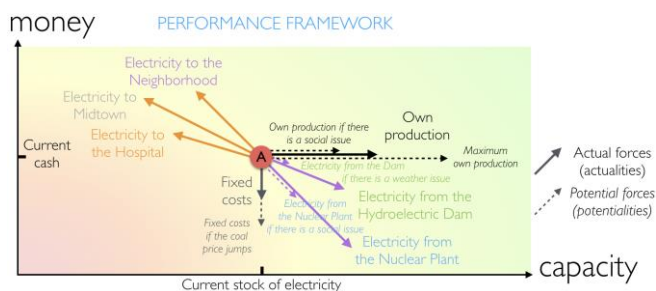 money
PERFORMANCE FRAMEWORK
Electricity to the
Neighborhood
Electricity to
Midtown
Electricity to
the Hospital
Current
cash
A
Own production if there
is a social issue
Own
production
Maximum
own production
Electricity from the Dam
if there is a weather issue
Fixed
costs
Electricity from the
Hydroelectric Dam
Electricity from
the Nuclear Plant
if there is a social issue
Fixed costs
if the coal
price jumps
Electricity from
the Nuclear Plant
Actual forces
(actualities)
Potential forces
(potentialities)
capacity
Current stock of electricity